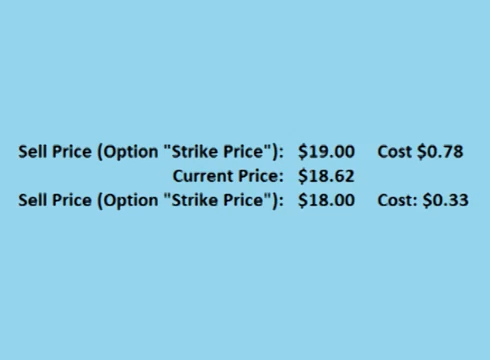 Sell Price (Option "Strike Price"): $19.00 Cost $0.78
Current Price: $18.62
Sell Price (Option "Strike Price"): $18.00 Cost: $0.33